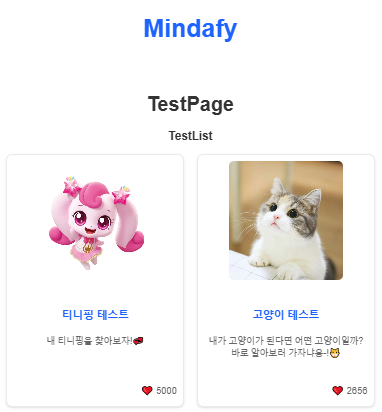 Mindafy
TestPage
TestList
티니핑 테스트
내 티니핑을 찾아보자!
5000
고양이 테스트
내가 고양이가 된다면 어떤 고양이일까?
바로 알아보러 가자냐옹-!
2656